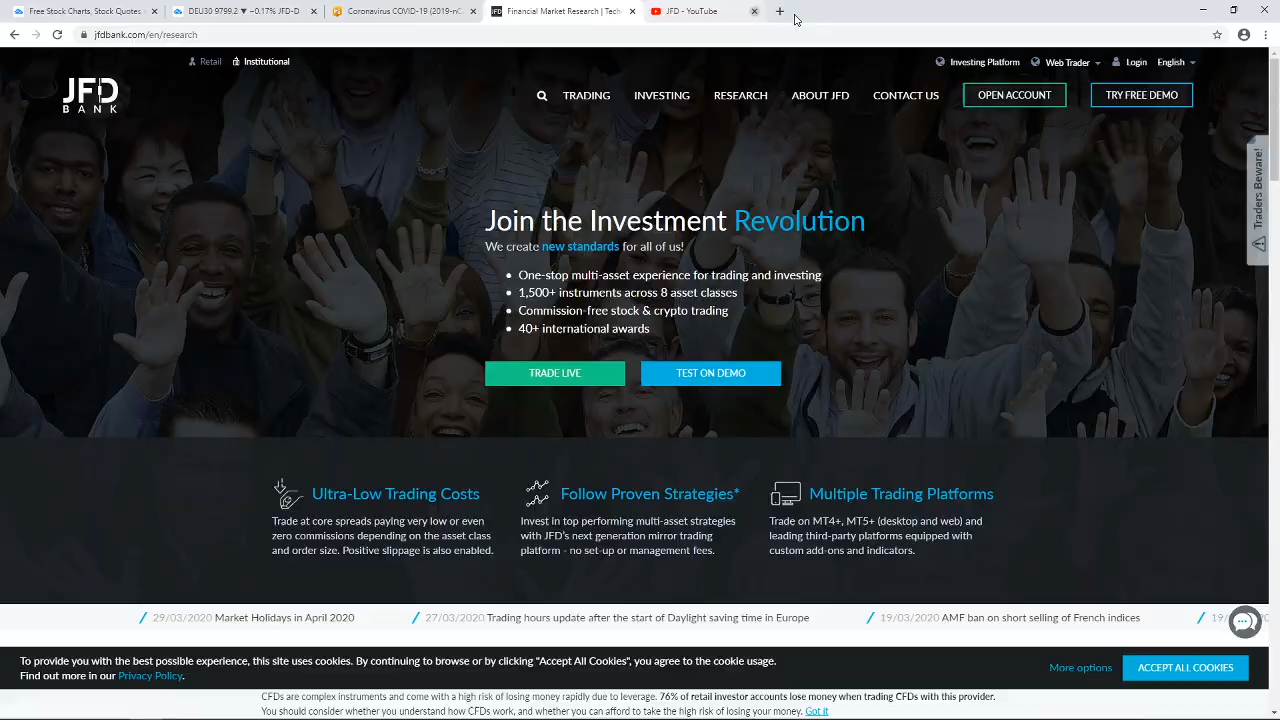 Free Stock Charts, Stock Quotes
DEU30 9799.2 ▼ −0.17% JFD-D
Coronavirus COVID-19 (2019-n
Financial Market Research | Tech
JFD - YouTube
jfdbank.com/en/research
Retail Institutional
Investing Platform Web Trader Login English
JFD
BANK
TRADING INVESTING RESEARCH ABOUT JFD CONTACT US OPEN ACCOUNT TRY FREE DEMO
Traders Beware!
Join the Investment Revolution
We create new standards for all of us!
• One-stop multi-asset experience for trading and investing
• 1,500+ instruments across 8 asset classes
• Commission-free stock & crypto trading
• 40+ international awards
TRADE LIVE TEST ON DEMO
Ultra-Low Trading Costs
Trade at core spreads paying very low or even
zero commissions depending on the asset class
and order size. Positive slippage is also enabled.
Follow Proven Strategies*
Invest in top performing multi-asset strategies
with JFD's next generation mirror trading
platform - no set-up or management fees.
Multiple Trading Platforms
Trade on MT4+, MT5+ (desktop and web) and
leading third-party platforms equipped with
custom add-ons and indicators.
29/03/2020 Market Holidays in April 2020 27/03/2020 Trading hours update after the start of Daylight saving time in Europe 19/03/2020 AMF ban on short selling of French indices
To provide you with the best possible experience, this site uses cookies. By continuing to browse or by clicking "Accept All Cookies", you agree to the cookie usage.
Find out more in our Privacy Policy.
More options ACCEPT ALL COOKIES
CFDs are complex instruments and come with a high risk of losing money rapidly due to leverage. 76% of retail investor accounts lose money when trading CFDs with this provider.
You should consider whether you understand how CFDs work, and whether you can afford to take the high risk of losing your money. Got it